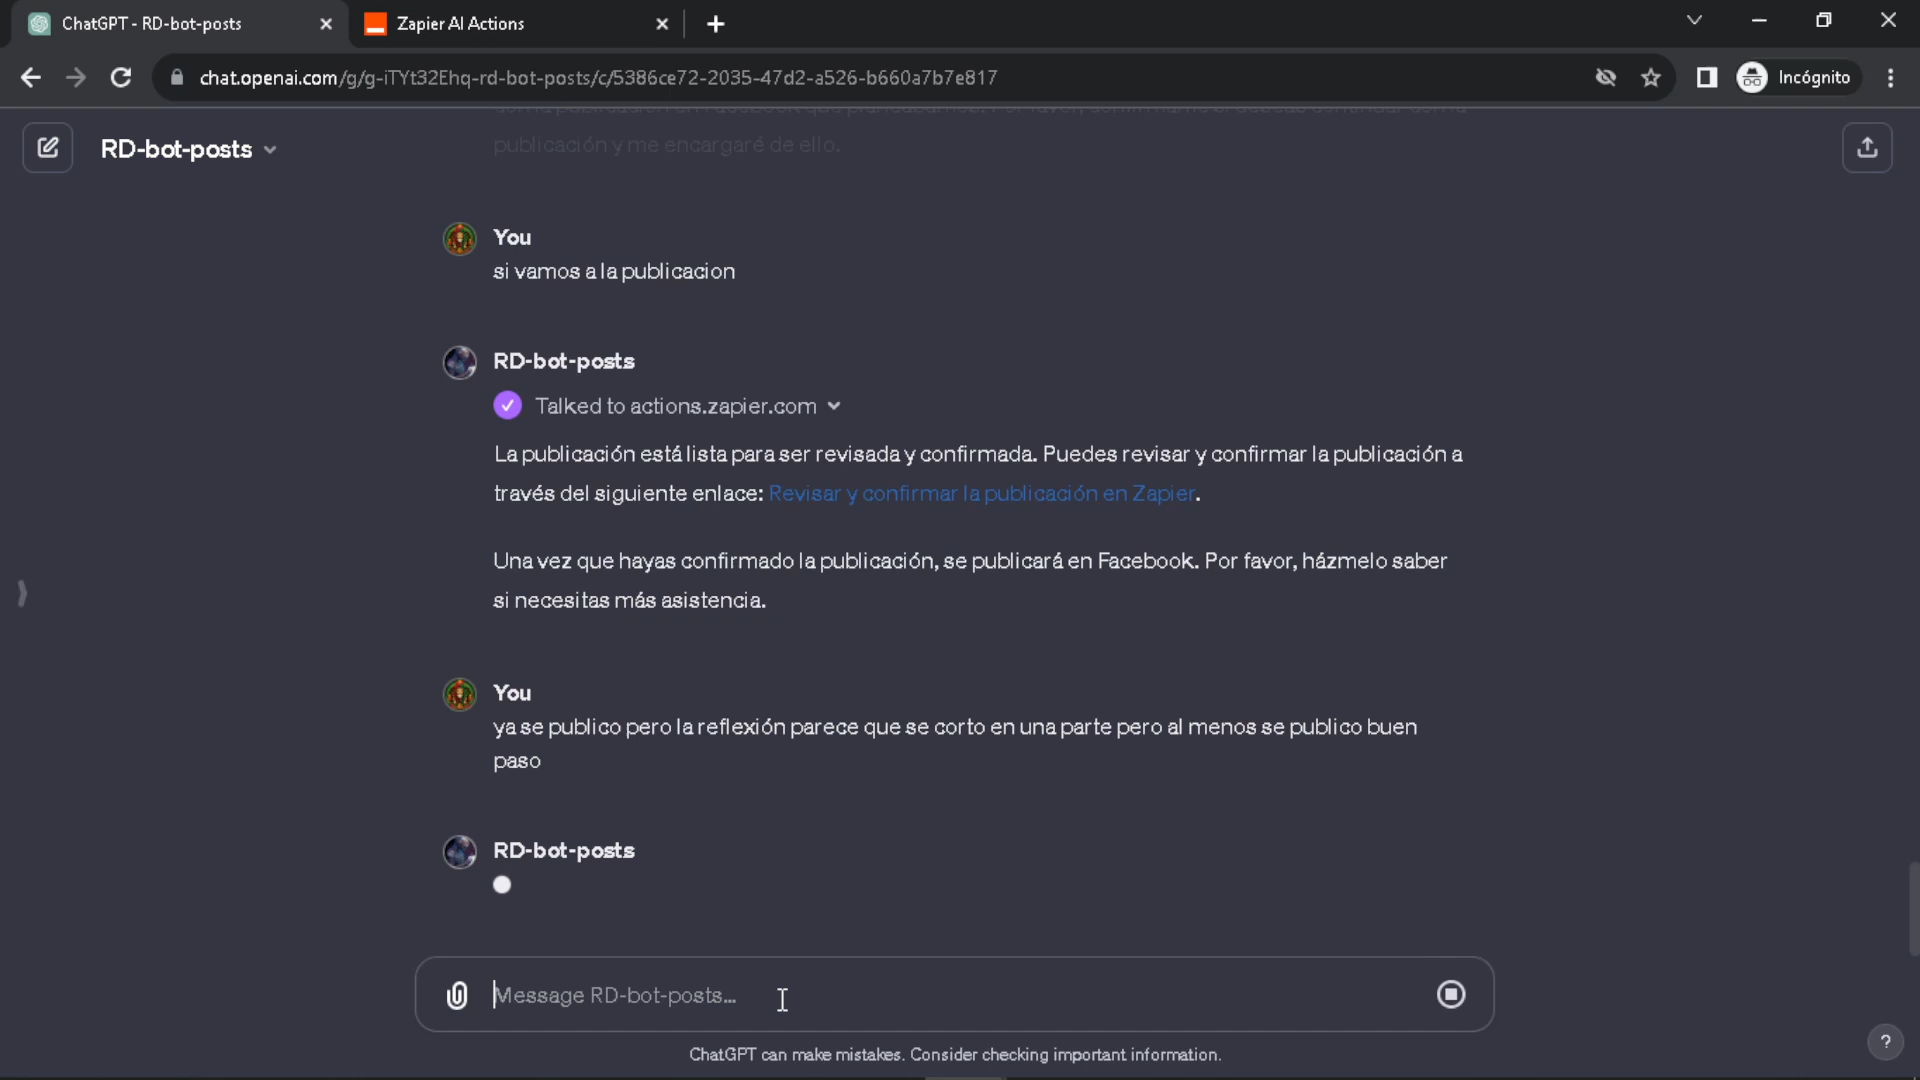 ChatGPT - RD-bot-posts
Zapier AI Actions
chat.openai.com/g/g-iTYt32Ehq-rd-bot-posts/c/5386ce72-2035-47d2-a526-b660a7b7e817
Incógnito
publicación y me encargaré de ello.
RD-bot-posts
You
si vamos a la publicacion
RD-bot-posts
Talked to actions.zapier.com
La publicación está lista para ser revisada y confirmada. Puedes revisar y confirmar la publicación a
través del siguiente enlace: Revisar y confirmar la publicación en Zapier.
Una vez que hayas confirmado la publicación, se publicará en Facebook. Por favor, házmelo saber
si necesitas más asistencia.
You
ya se publico pero la reflexión parece que se corto en una parte pero al menos se publico buen
paso
RD-bot-posts
Message RD-bot-posts...
ChatGPT can make mistakes. Consider checking important information.
?